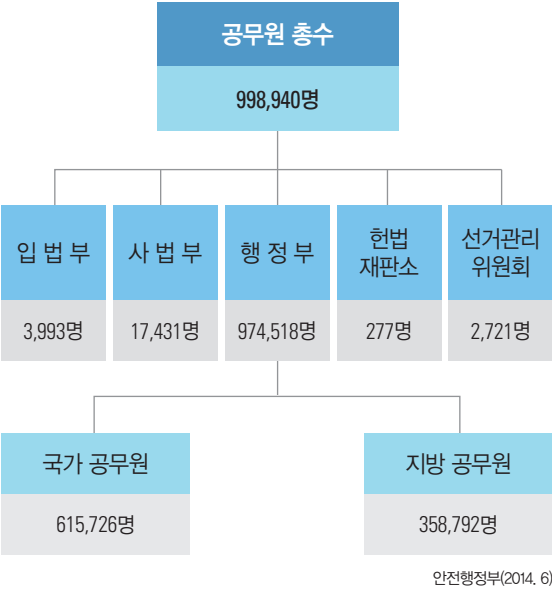 공무원 총수
998,940명
입 법 부
사 법 부
행 정 부
헌법
재판소
선거관리
위원회
3,993명
17,431명
974,518명
277명
2,721명
국가 공무원
지방 공무원
615,726명
358,792명
안전행정부(2014. 6)